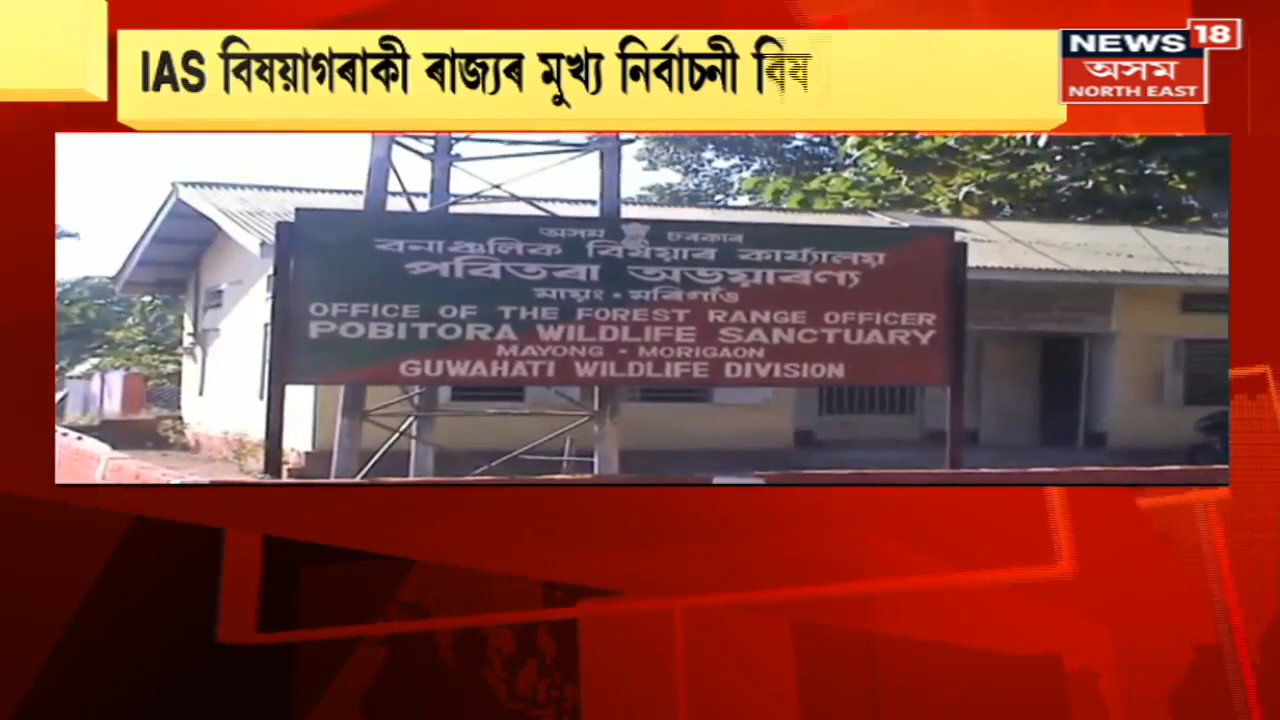 IAS বিষয়াগৰাকী ৰাজ্যৰ মুখ্য নিৰ্বাচনী
NEWS 18
অসম
NORTH EAST
অসম চৰকাৰ
বনাঞ্চলিক বিষয়াৰ কাৰ্য্যালয়
পবিতৰা অভয়াৰণ্য
মায়ং - মৰিগাঁও
OFFICE OF THE FOREST RANGE OFFICER
POBITORA WILDLIFE SANCTUARY
MAYONG - MORIGAON
GUWAHATI WILDLIFE DIVISION